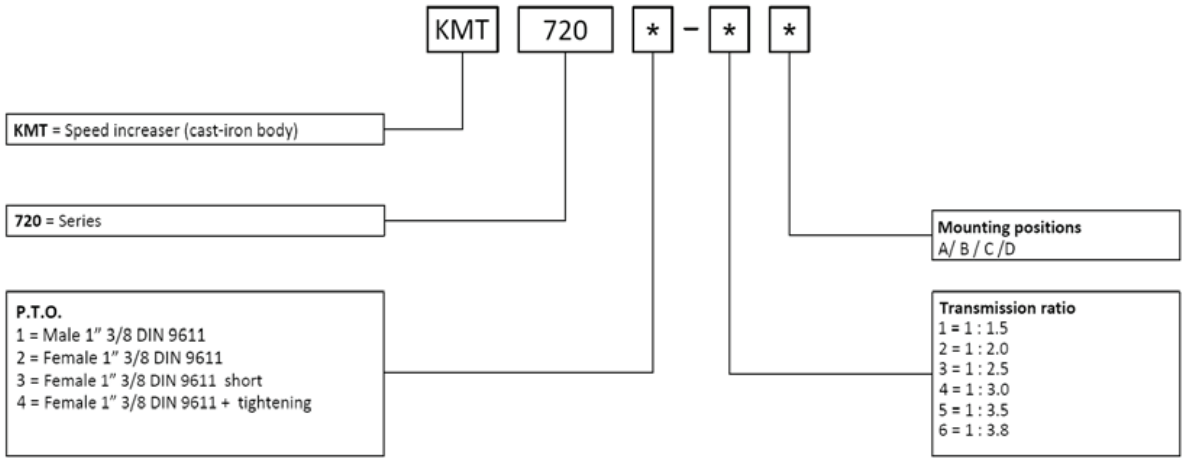 KMT 720 * – * *
KMT = Speed increaser (cast-iron body)
720 = Series
Mounting positions
A/ B / C /D
P.T.O.
1 = Male 1” 3/8 DIN 9611
2 = Female 1” 3/8 DIN 9611
3 = Female 1” 3/8 DIN 9611 short
4 = Female 1” 3/8 DIN 9611 + tightening
Transmission ratio
1 = 1 : 1.5
2 = 1 : 2.0
3 = 1 : 2.5
4 = 1 : 3.0
5 = 1 : 3.5
6 = 1 : 3.8